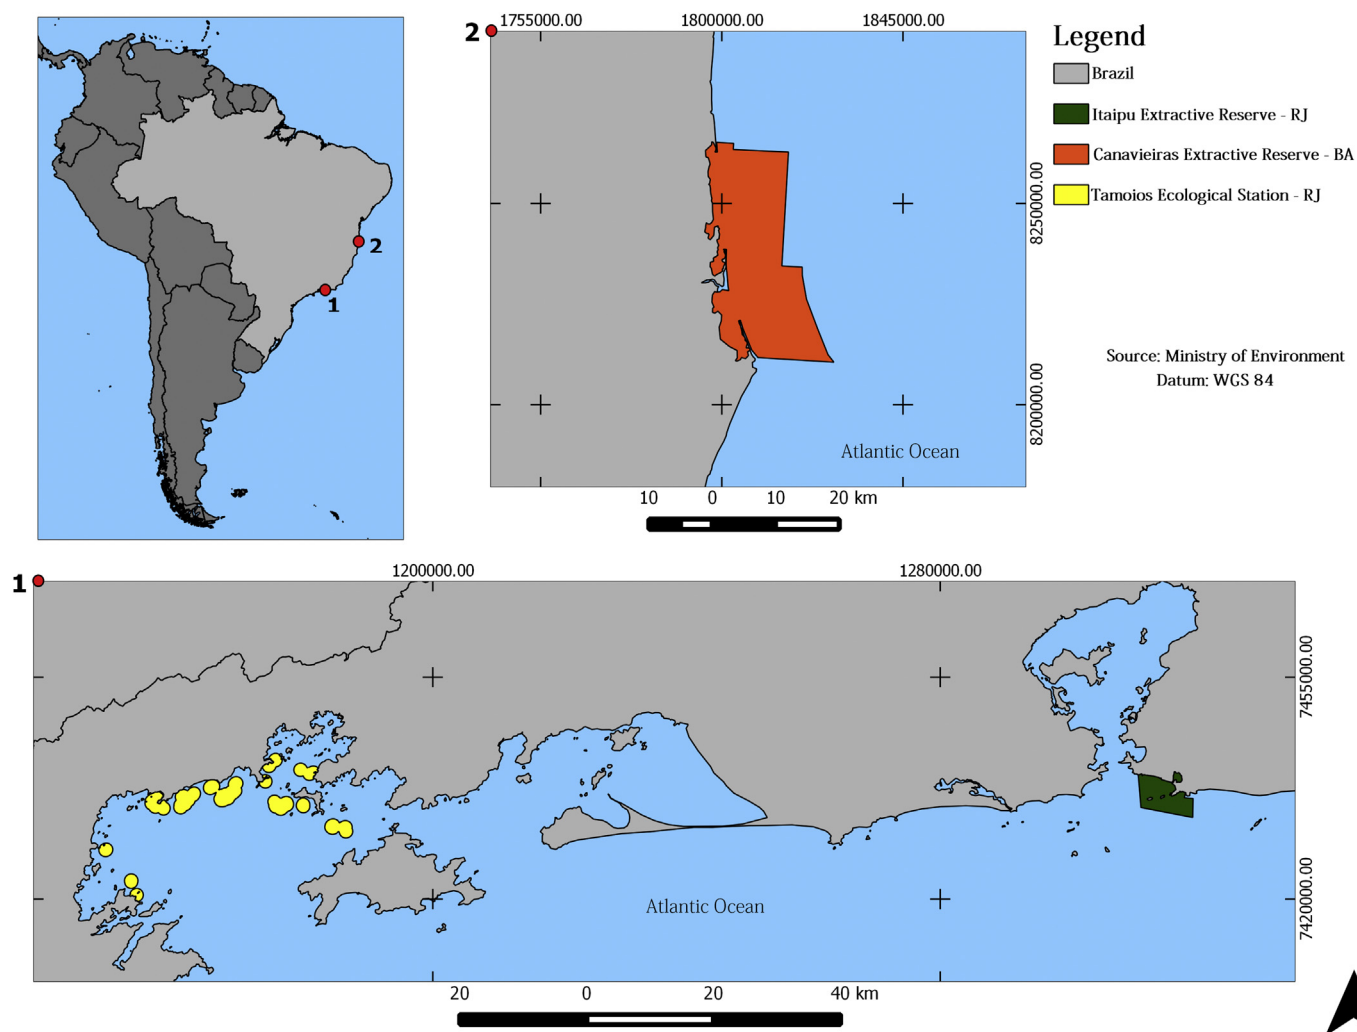 2
1
2
1755000.00 1800000.00 1845000.00
8250000.00
8200000.00
Atlantic Ocean
10 0 10 20 km
Legend
Brazil
Itaipu Extractive Reserve - RJ
Canavieiras Extractive Reserve - BA
Tamoios Ecological Station - RJ
Source: Ministry of Environment
Datum: WGS 84
1
1200000.00 1280000.00
7455000.00
7420000.00
Atlantic Ocean
20 0 20 40 km